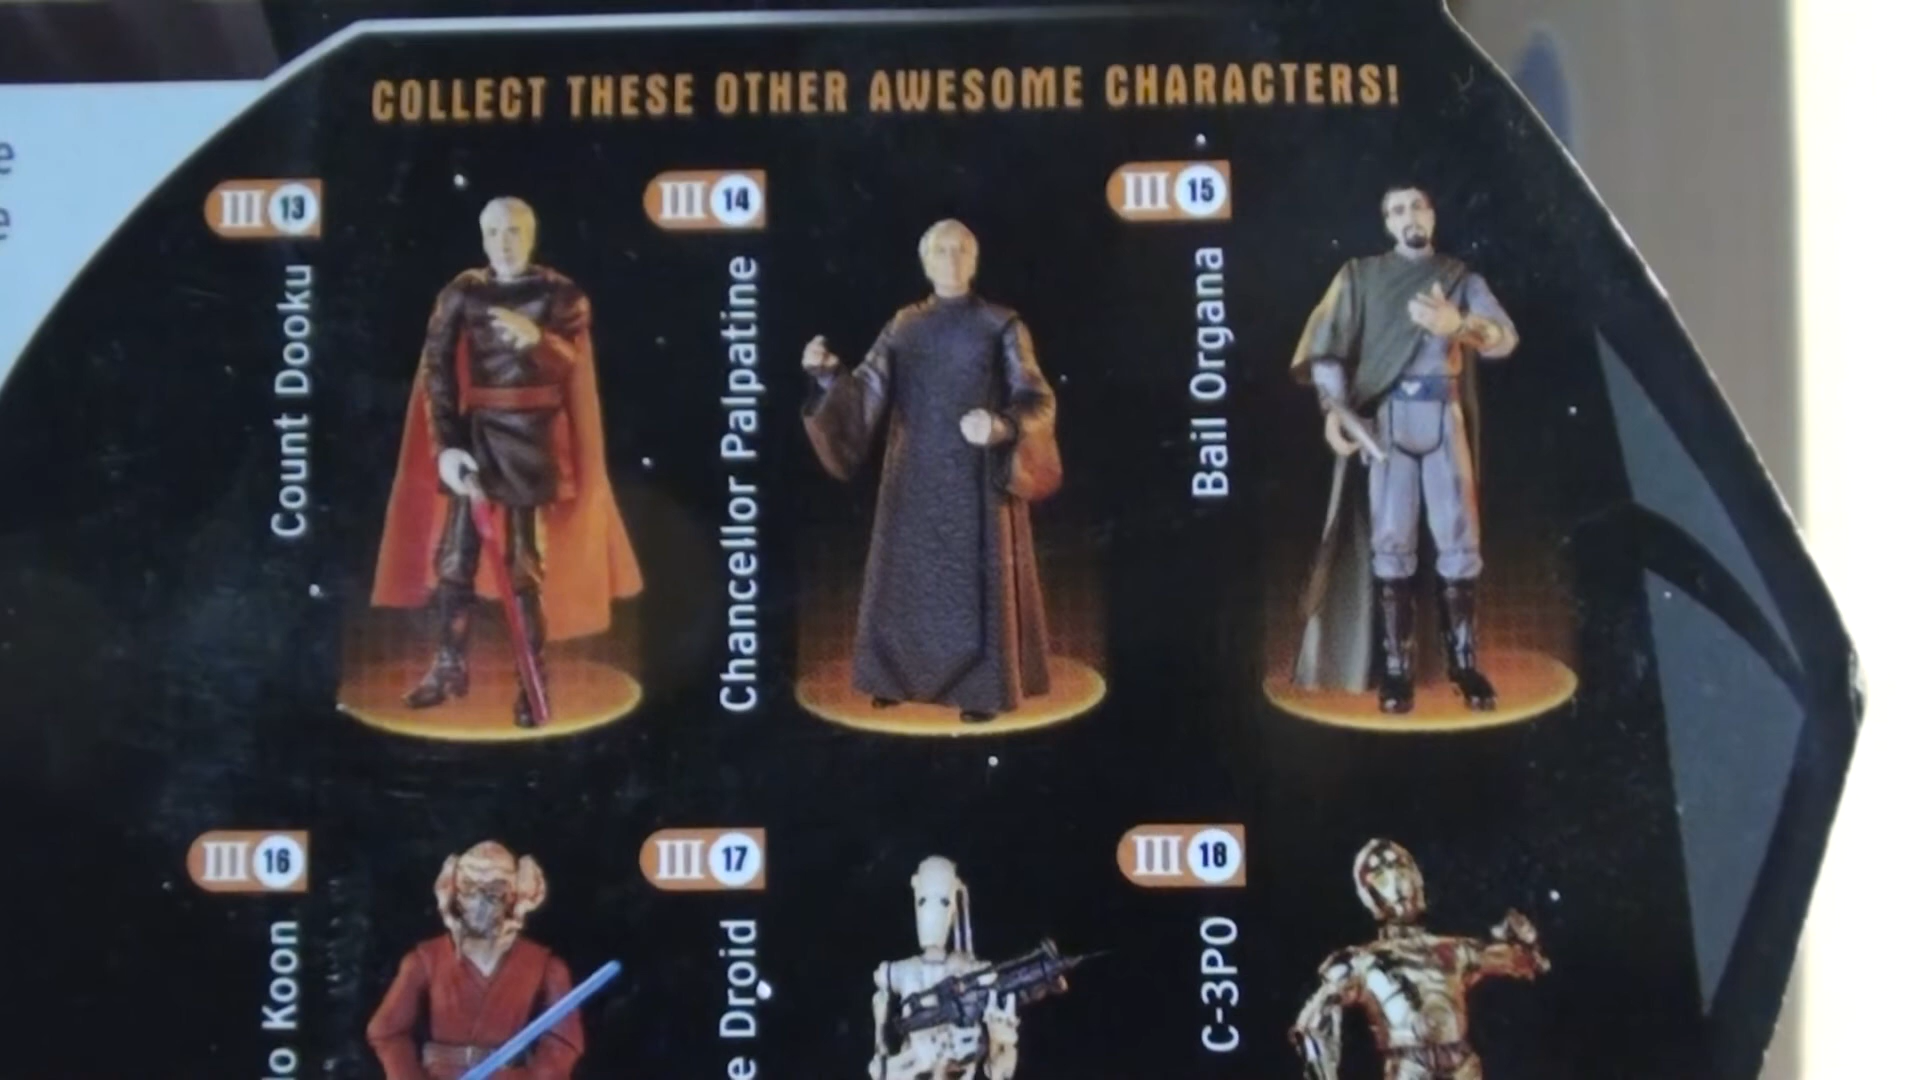 COLLECT THESE OTHER AWESOME CHARACTERS!
III 13
Count Dooku
III 14
Chancellor Palpatine
III 15
Bail Organa
III 16
lo Koon
III 17
e Droid
III 18
C-3PO